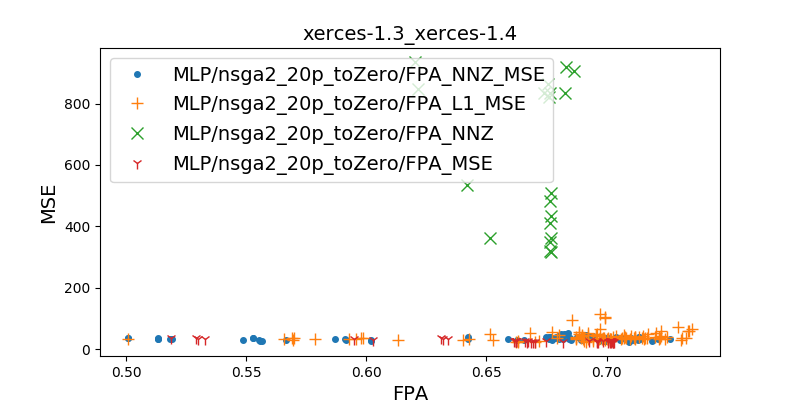 xerces-1.3_xerces-1.4
MLP/nsga2_20p_toZero/FPA_NNZ_MSE
MLP/nsga2_20p_toZero/FPA_L1_MSE
MLP/nsga2_20p_toZero/FPA_NNZ
MLP/nsga2_20p_toZero/FPA_MSE
MSE
800
600
400
200
0
0.50 0.55 0.60 0.65 0.70
FPA